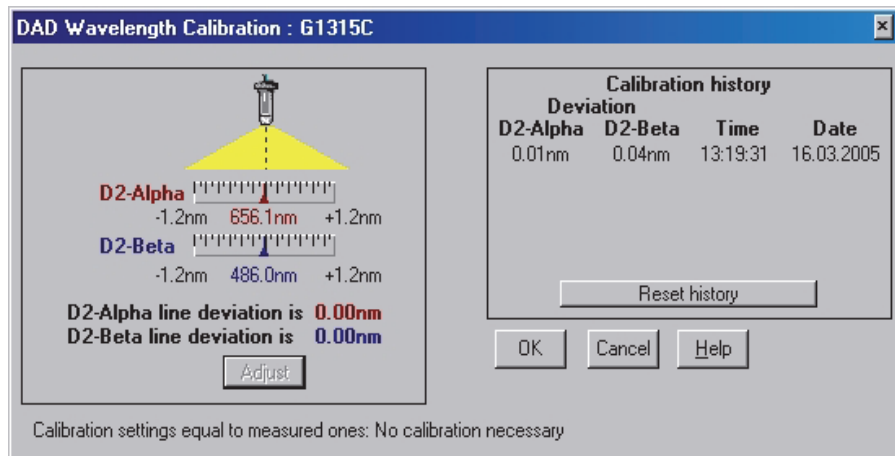 DAD Wavelength Calibration : G1315C
D2-Alpha
-1.2nm 656.1nm +1.2nm
D2-Beta
-1.2nm 486.0nm +1.2nm
D2-Alpha line deviation is 0.00nm
D2-Beta line deviation is 0.00nm
Adjust
Calibration history
Deviation
D2-Alpha D2-Beta Time Date
0.01nm 0.04nm 13:19:31 16.03.2005
Reset history
OK Cancel Help
Calibration settings equal to measured ones: No calibration necessary